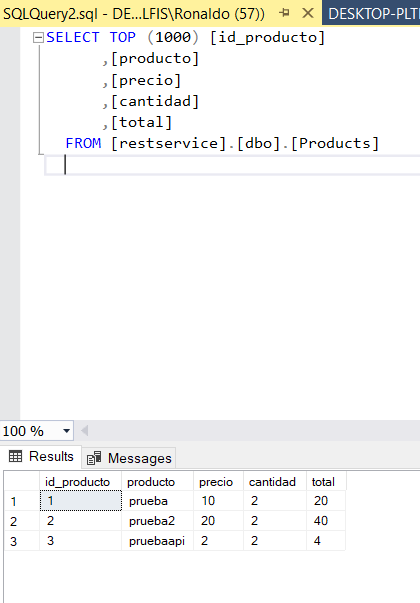 SQLQuery2.sql - DE...LFIS\Ronaldo (57))
DESKTOP-PLT
SELECT TOP (1000) [id_producto]
,[producto]
,[precio]
,[cantidad]
,[total]
FROM [restservice].[dbo].[Products]
100 %
Results Messages
id_producto producto precio cantidad total
1 1 prueba 10 2 20
2 2 prueba2 20 2 40
3 3 pruebaapi 2 2 4